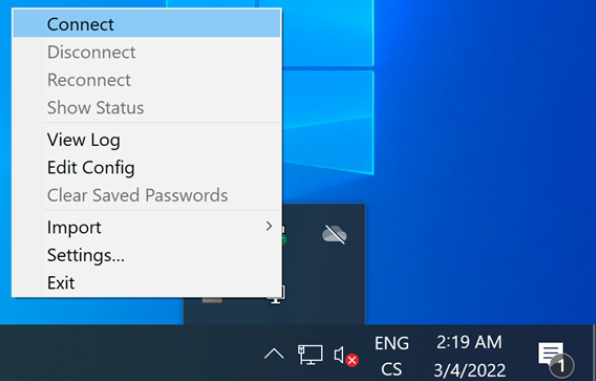 Connect
Disconnect
Reconnect
Show Status
View Log
Edit Config
Clear Saved Passwords
Import
Settings...
Exit
ENG
CS
2:19 AM
3/4/2022
1